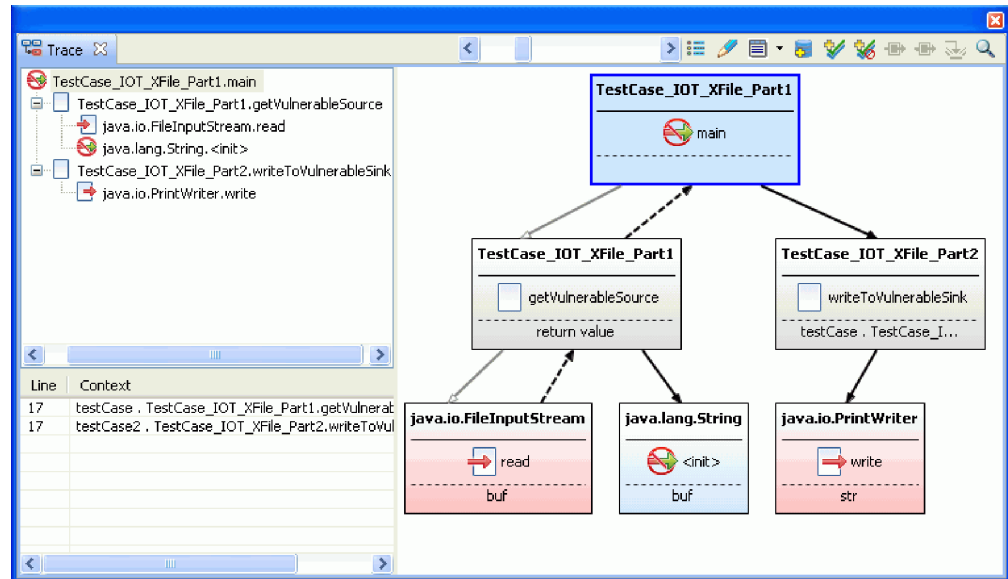 Trace
TestCase_IOT_XFile_Part1.main
TestCase_IOT_XFile_Part1.getVulnerableSource
java.io.FileInputStream.read
java.lang.String.<init>
TestCase_IOT_XFile_Part2.writeToVulnerableSink
java.io.PrintWriter.write
Line Context
17 testCase . TestCase_IOT_XFile_Part1.getVulnerat
17 testCase2 . TestCase_IOT_XFile_Part2.writeToVul
TestCase_IOT_XFile_Part1
main
TestCase_IOT_XFile_Part1
getVulnerableSource
return value
TestCase_IOT_XFile_Part2
writeToVulnerableSink
testCase . TestCase_I...
java.io.FileInputStream
read
buf
java.lang.String
<init>
buf
java.io.PrintWriter
write
str